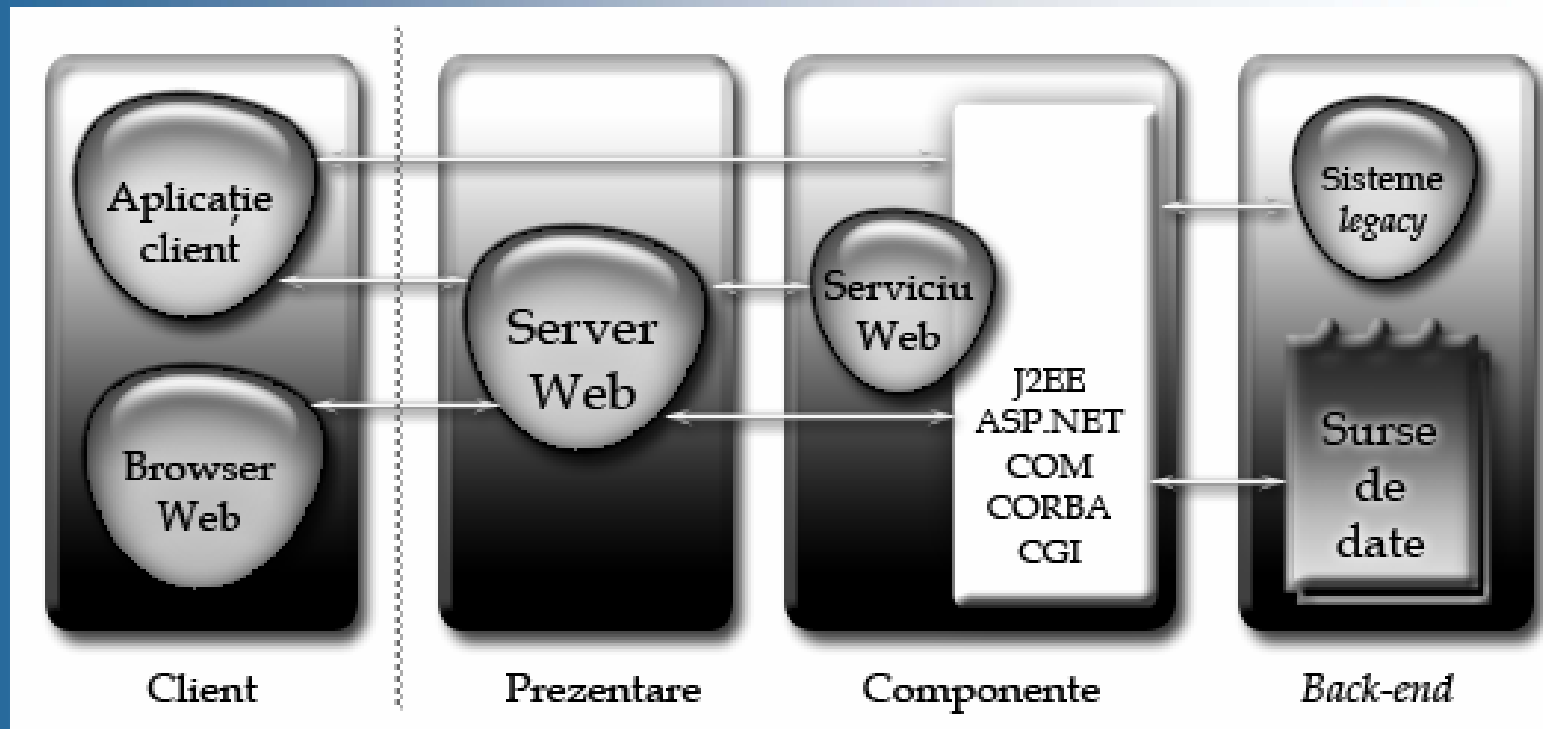 Aplicație
client
Browser
Web
Client
Server
Web
Prezentare
Serviciu
Web
J2EE
ASP.NET
COM
CORBA
CGI
Componente
Sisteme
legacy
Surse
de
date
Back-end